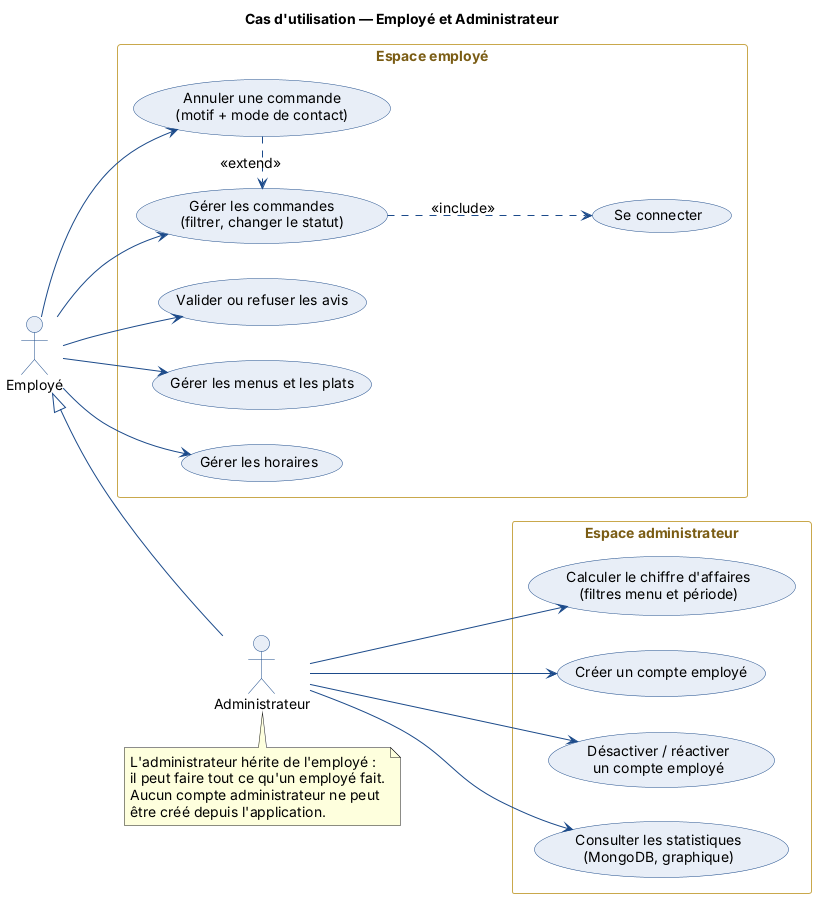 Cas d'utilisation — Employé et Administrateur
Espace employé
Annuler une commande
(motif + mode de contact)
«extend»
Gérer les commandes
(filtrer, changer le statut)
«include»
Se connecter
Valider ou refuser les avis
Employé
Gérer les menus et les plats
Gérer les horaires
Espace administrateur
Calculer le chiffre d'affaires
(filtres menu et période)
Créer un compte employé
Administrateur
Désactiver / réactiver
un compte employé
L'administrateur hérite de l'employé :
il peut faire tout ce qu'un employé fait.
Aucun compte administrateur ne peut
être créé depuis l'application.
Consulter les statistiques
(MongoDB, graphique)